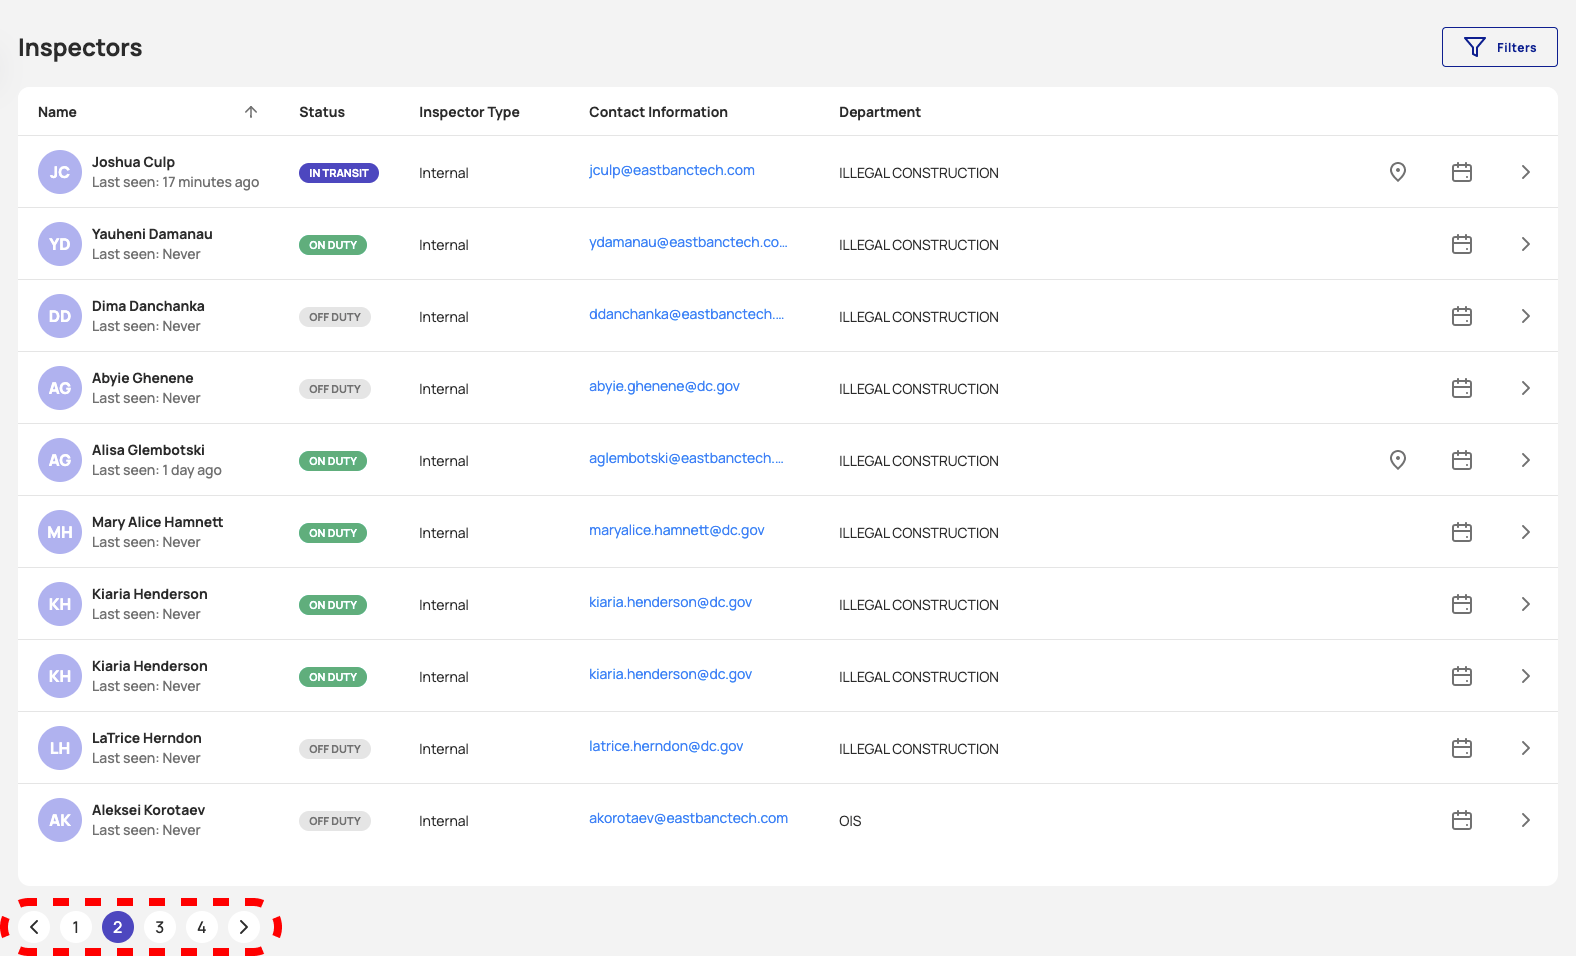 Inspectors
Filters
Name Status Inspector Type Contact Information Department
JC Joshua Culp
Last seen: 17 minutes ago
IN TRANSIT Internal jculp@eastbanctech.com ILLEGAL CONSTRUCTION
YD Yauheni Damanau
Last seen: Never
ON DUTY Internal ydamanau@eastbanctech.co... ILLEGAL CONSTRUCTION
DD Dima Danchanka
Last seen: Never
OFF DUTY Internal ddanchanka@eastbanctech.... ILLEGAL CONSTRUCTION
AG Abyie Ghenene
Last seen: Never
OFF DUTY Internal abyie.ghenene@dc.gov ILLEGAL CONSTRUCTION
AG Alisa Glembotski
Last seen: 1 day ago
ON DUTY Internal aglembotski@eastbanctech.... ILLEGAL CONSTRUCTION
MH Mary Alice Hamnett
Last seen: Never
ON DUTY Internal maryalice.hamnett@dc.gov ILLEGAL CONSTRUCTION
KH Kiaria Henderson
Last seen: Never
ON DUTY Internal kiaria.henderson@dc.gov ILLEGAL CONSTRUCTION
KH Kiaria Henderson
Last seen: Never
ON DUTY Internal kiaria.henderson@dc.gov ILLEGAL CONSTRUCTION
LH LaTrice Herndon
Last seen: Never
OFF DUTY Internal latrice.herndon@dc.gov ILLEGAL CONSTRUCTION
AK Aleksei Korotaev
Last seen: Never
OFF DUTY Internal akorotaev@eastbanctech.com OIS
1 2 3 4